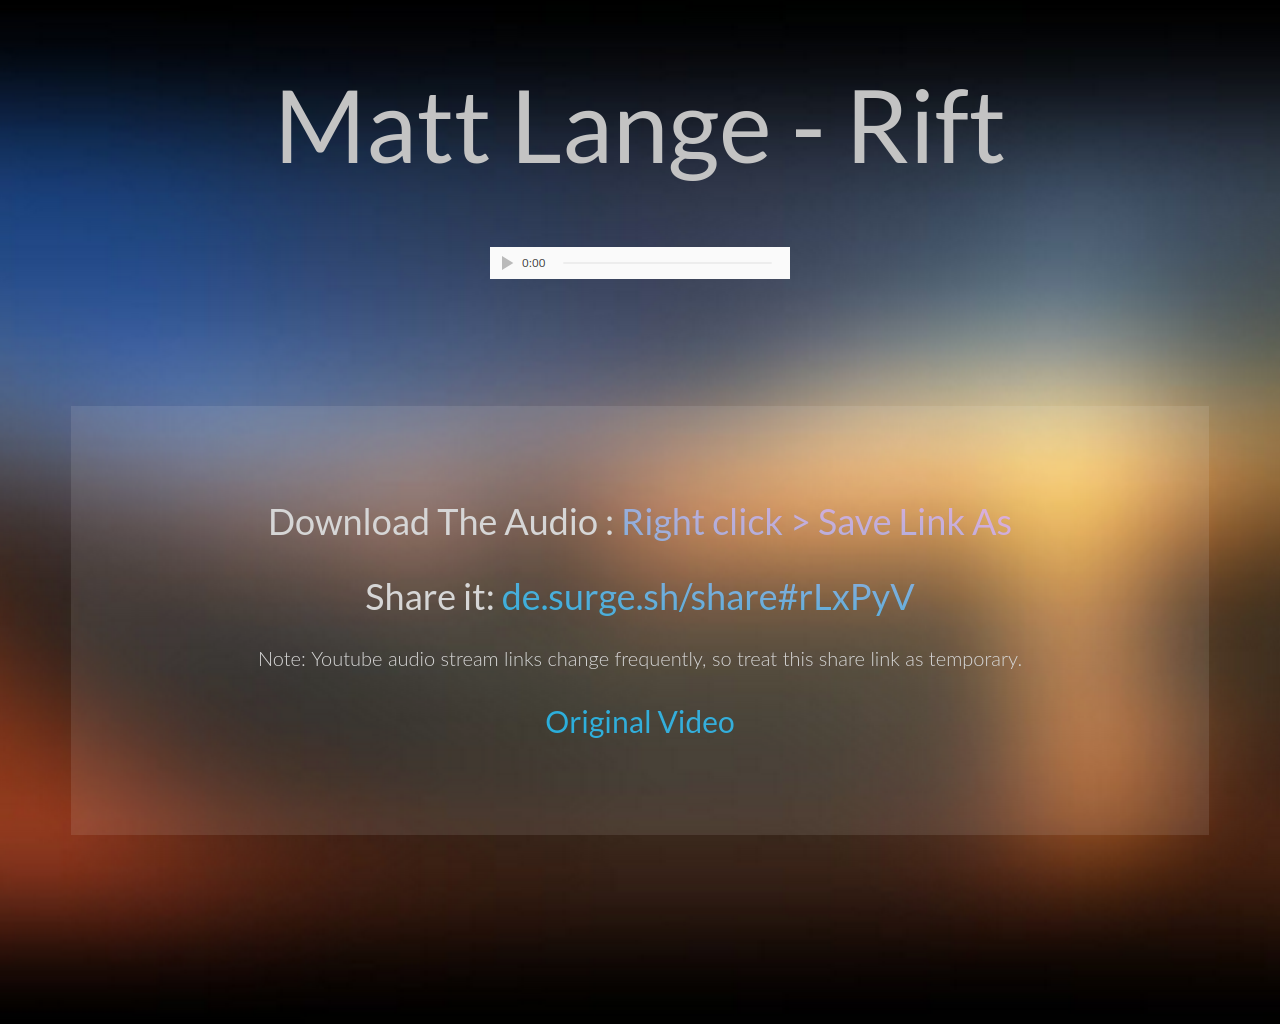 Matt Lange - Rift
0:00
Download The Audio : Right click > Save Link As
Share it: de.surge.sh/share#rLxPyV
Note: Youtube audio stream links change frequently, so treat this share link as temporary.
Original Video